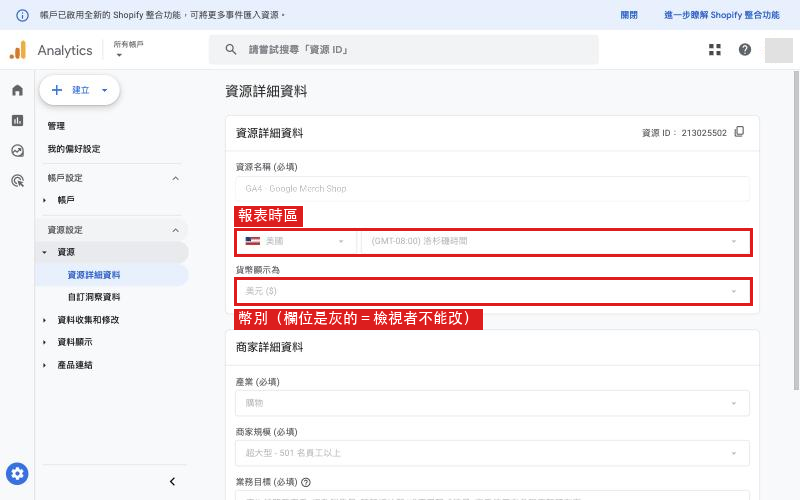 帳戶已啟用全新的 Shopify 整合功能，可將更多事件匯入資源。
關閉
進一步瞭解 Shopify 整合功能
Analytics
所有帳戶
請嘗試搜尋「資源 ID」
建立
管理
我的偏好設定
帳戶設定
帳戶
資源設定
資源
資源詳細資料
自訂洞察資料
資料收集和修改
資料顯示
產品連結
資源詳細資料
資源詳細資料
資源 ID： 213025502
資源名稱 (必填)
GA4 - Google Merch Shop
報表時區
美國
(GMT-08:00) 洛杉磯時間
貨幣顯示為
美元 ($)
幣別（欄位是灰的＝檢視者不能改）
商家詳細資料
產業 (必填)
購物
商家規模 (必填)
超大型 - 501 名員工以上
業務目標 (必填)